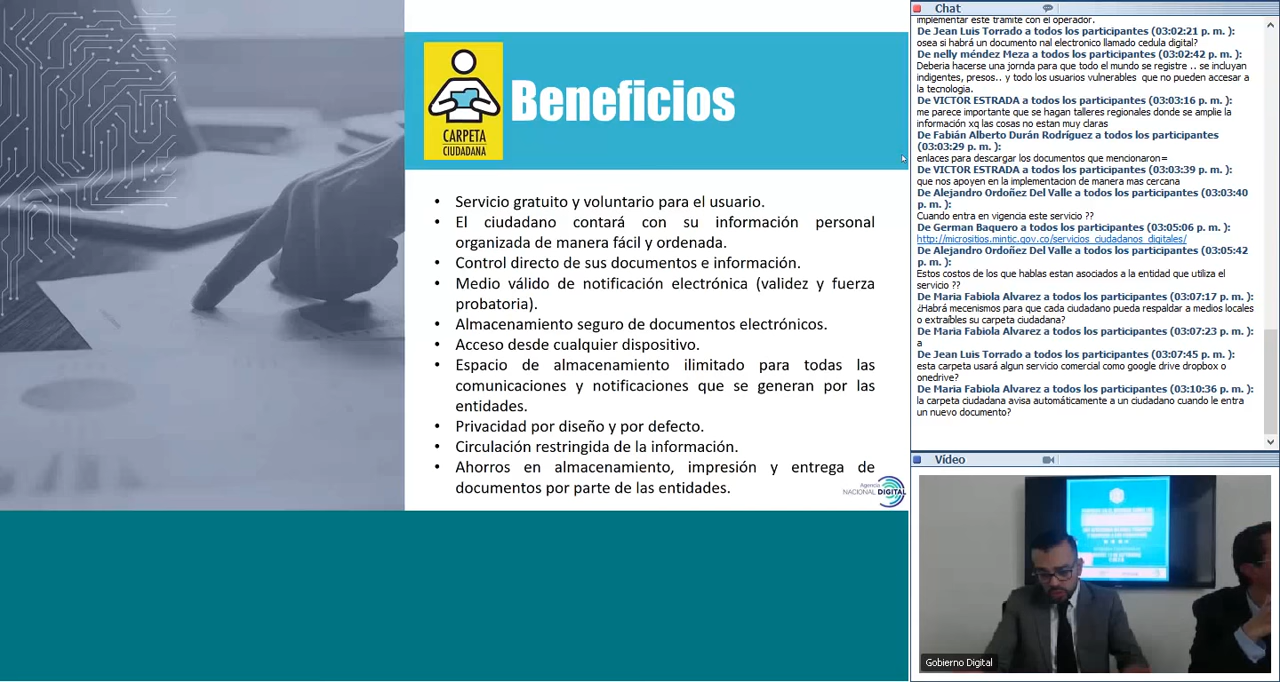 Beneficios
CARPETA
CIUDADANA
• Servicio gratuito y voluntario para el usuario.
• El ciudadano contará con su información personal
organizada de manera fácil y ordenada.
• Control directo de sus documentos e información.
• Medio válido de notificación electrónica (validez y fuerza
probatoria).
• Almacenamiento seguro de documentos electrónicos.
• Acceso desde cualquier dispositivo.
• Espacio de almacenamiento ilimitado para todas las
comunicaciones y notificaciones que se generan por las
entidades.
• Privacidad por diseño y por defecto.
• Circulación restringida de la información.
• Ahorros en almacenamiento, impresión y entrega de
documentos por parte de las entidades.
Agencia
NACIONAL DIGITAL
Chat
implementar este tramite con el operador.
De Jean Luis Torrado a todos los participantes (03:02:21 p. m. ):
osea si habrá un documento nal electronico llamado cedula digital?
De nelly méndez Meza a todos los participantes (03:02:42 p. m. ):
Deberia hacerse una jornda para que todo el mundo se registre .. se incluyan
indigentes, presos.. y todo los usuarios vulnerables que no pueden accesar a
la tecnologia.
De VICTOR ESTRADA a todos los participantes (03:03:16 p. m. ):
me parece importante que se hagan talleres regionales donde se amplie la
información xq las cosas no estan muy claras
De Fabián Alberto Durán Rodríguez a todos los participantes
(03:03:29 p. m. ):
enlaces para descargar los documentos que mencionaron=
De VICTOR ESTRADA a todos los participantes (03:03:39 p. m. ):
que nos apoyen en la implementacion de manera mas cercana
De Alejandro Ordoñez Del Valle a todos los participantes (03:03:40
p. m. ):
Cuando entra en vigencia este servicio ??
De German Baquero a todos los participantes (03:05:06 p. m. ):
http://micrositios.mintic.gov.co/servicios_ciudadanos_digitales/
De Alejandro Ordoñez Del Valle a todos los participantes (03:05:42
p. m. ):
Estos costos de los que hablas estan asociados a la entidad que utiliza el
servicio ??
De Maria Fabiola Alvarez a todos los participantes (03:07:17 p. m. ):
¿Habrá mecenismos para que cada ciudadano pueda respaldar a medios locales
o extraíbles su carpeta ciudadana?
De Maria Fabiola Alvarez a todos los participantes (03:07:23 p. m. ):
a
De Jean Luis Torrado a todos los participantes (03:07:45 p. m. ):
esta carpeta usará algun servicio comercial como google drive dropbox o
onedrive?
De Maria Fabiola Alvarez a todos los participantes (03:10:36 p. m. ):
la carpeta ciudadana avisa automáticamente a un ciudadano cuando le entra
un nuevo documento?
Vídeo
Gobierno Digital